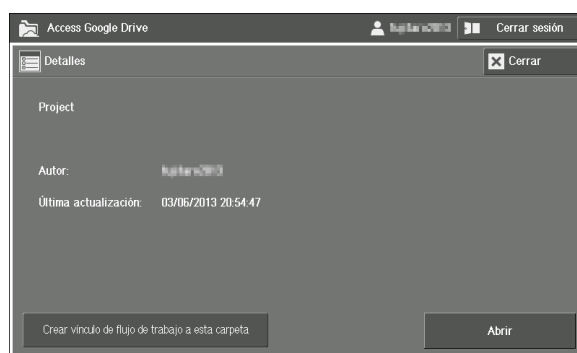 Access Google Drive
Cerrar sesión
Detalles
Cerrar
Project
Autor:
Última actualización: 03/06/2013 20:54:47
Crear vínculo de flujo de trabajo a esta carpeta
Abrir